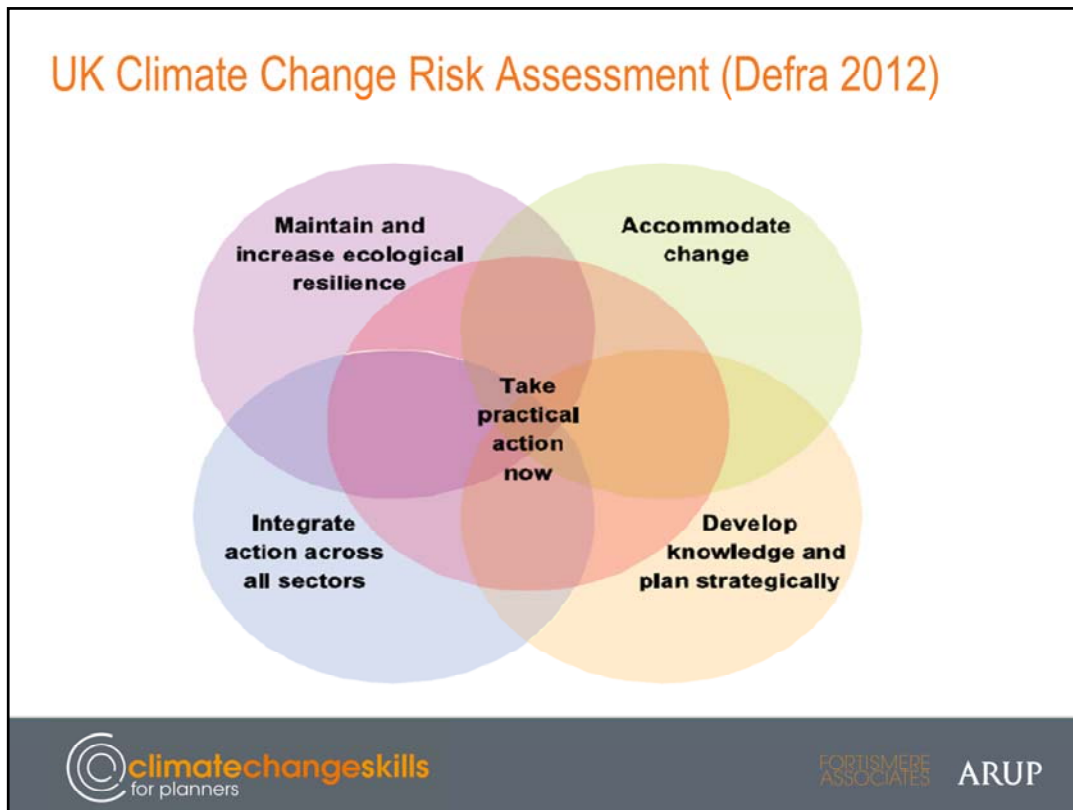 UK Climate Change Risk Assessment (Defra 2012)
Maintain and
increase ecological
resilience
Accommodate
change
Take
practical
action
now
Integrate
action across
all sectors
Develop
knowledge and
plan strategically
climatechangeskills
for planners
FORTISMERE
ASSOCIATES
ARUP